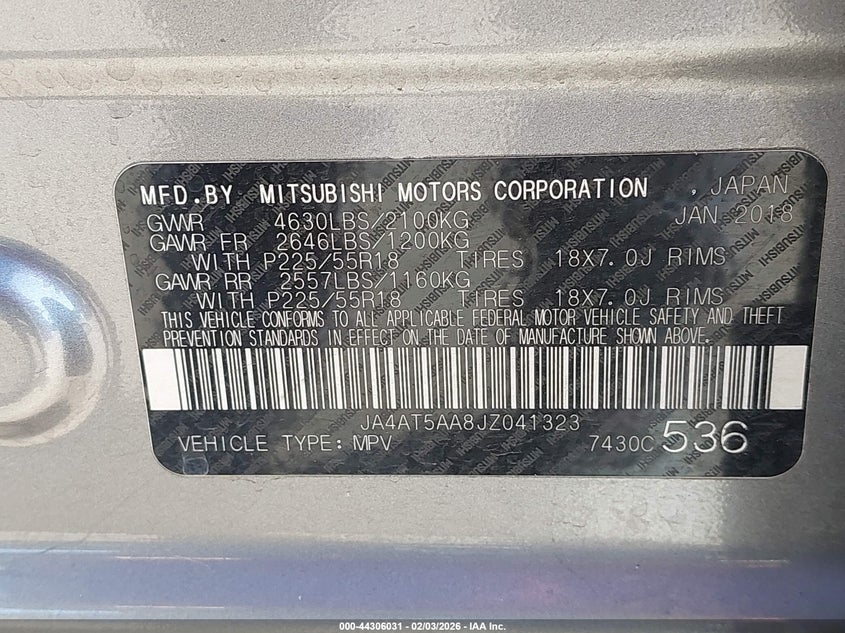 MFD.BY MITSUBISHI MOTORS CORPORATION , JAPAN
GVWR 4630LBS/2100KG JAN 2018
GAWR FR 2646LBS/1200KG
WITH P225/55R18 TIRES 18X7.0J RIMS
GAWR RR 2557LBS/1160KG
WITH P225/55R18 TIRES 18X7.0J RIMS
THIS VEHICLE CONFORMS TO ALL APPLICABLE FEDERAL MOTOR VEHICLE SAFETY AND THEFT
PREVENTION STANDARDS IN EFFECT ON THE DATE OF MANUFACTURE SHOWN ABOVE.
JA4AT5AA8JZ041323
VEHICLE TYPE: MPV 7430C 536
000-44306031 - 02/03/2026 - IAA Inc.